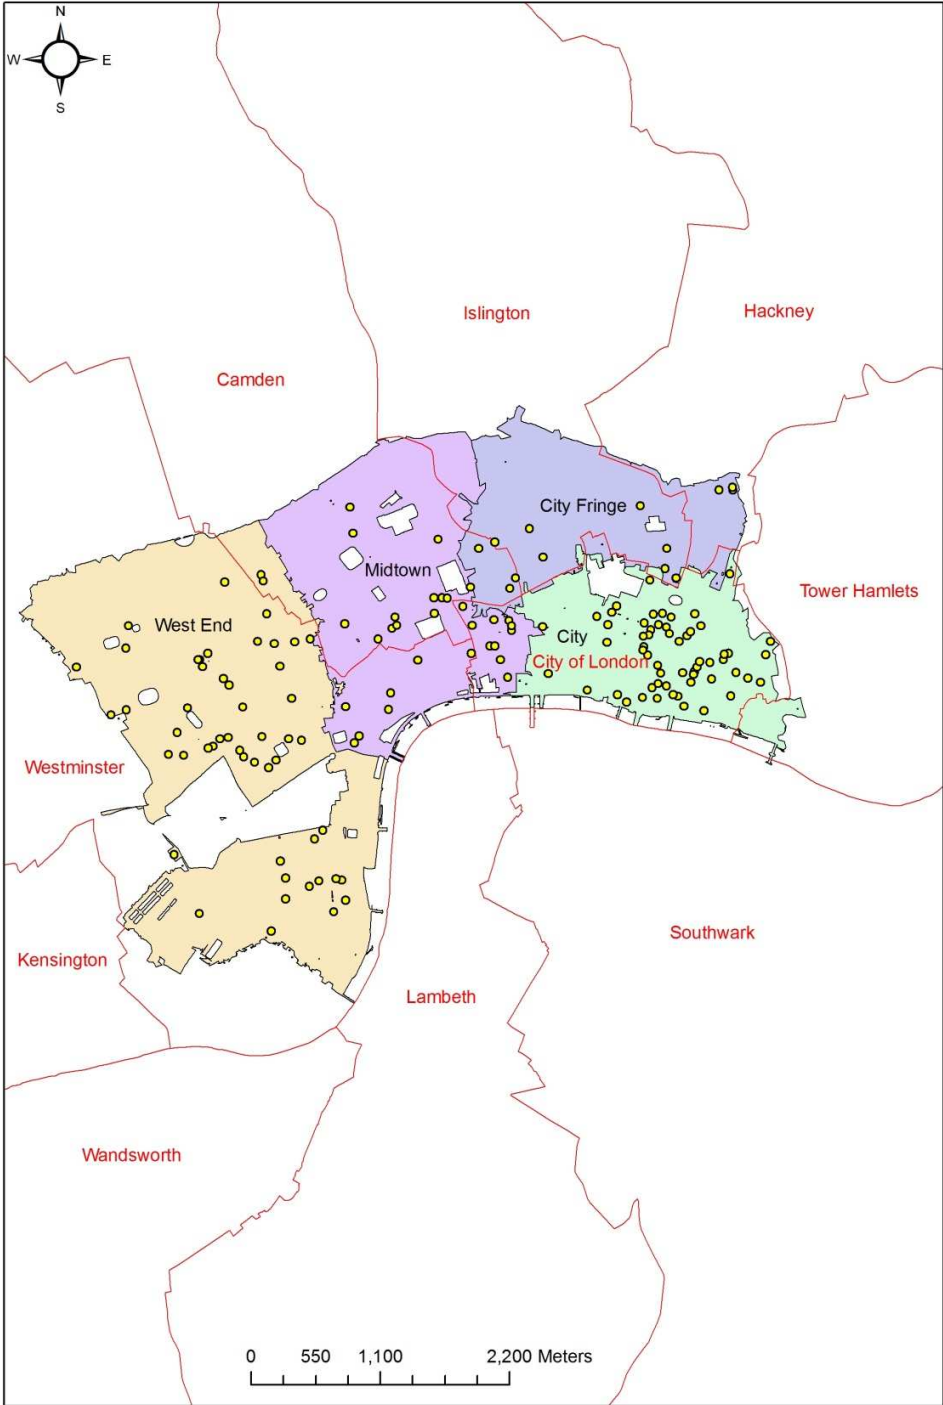 N
W E
S
Islington
Hackney
Camden
City Fringe
Midtown
Tower Hamlets
West End
City
City of London
Westminster
Southwark
Kensington
Lambeth
Wandsworth
0 550 1,100 2,200 Meters